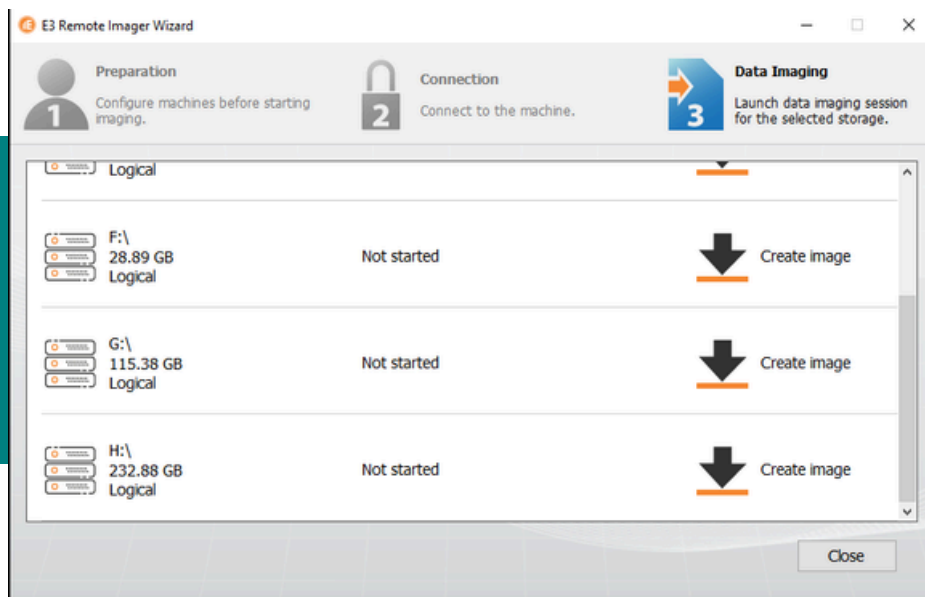 E3 Remote Imager Wizard
1
Preparation
Configure machines before starting
imaging.
2
Connection
Connect to the machine.
3
Data Imaging
Launch data imaging session
for the selected storage.
Logical
F:\
28.89 GB
Logical
Not started
Create image
G:\
115.38 GB
Logical
Not started
Create image
H:\
232.88 GB
Logical
Not started
Create image
Close